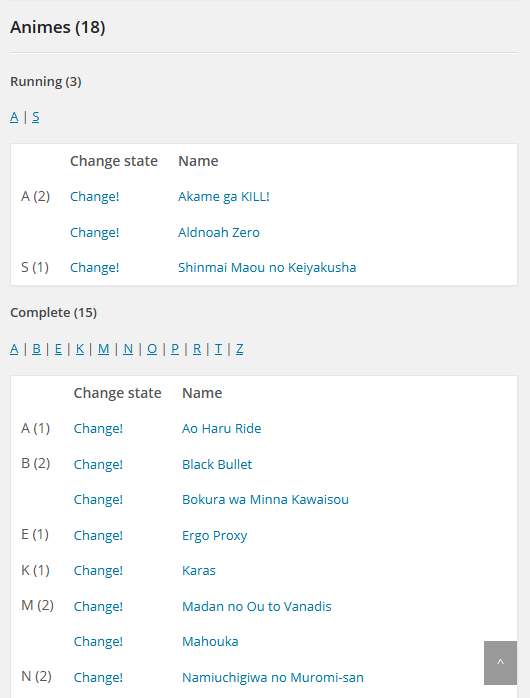 Animes (18)
Running (3)
A | S
Change state Name
A (2) Change! Akame ga KILL!
Change! Aldnoah Zero
S (1) Change! Shinmai Maou no Keiyakusha
Complete (15)
A | B | E | K | M | N | O | P | R | T | Z
Change state Name
A (1) Change! Ao Haru Ride
B (2) Change! Black Bullet
Change! Bokura wa Minna Kawaisou
E (1) Change! Ergo Proxy
K (1) Change! Karas
M (2) Change! Madan no Ou to Vanadis
Change! Mahouka
^
N (2) Change! Namiuchigiwa no Muromi-san